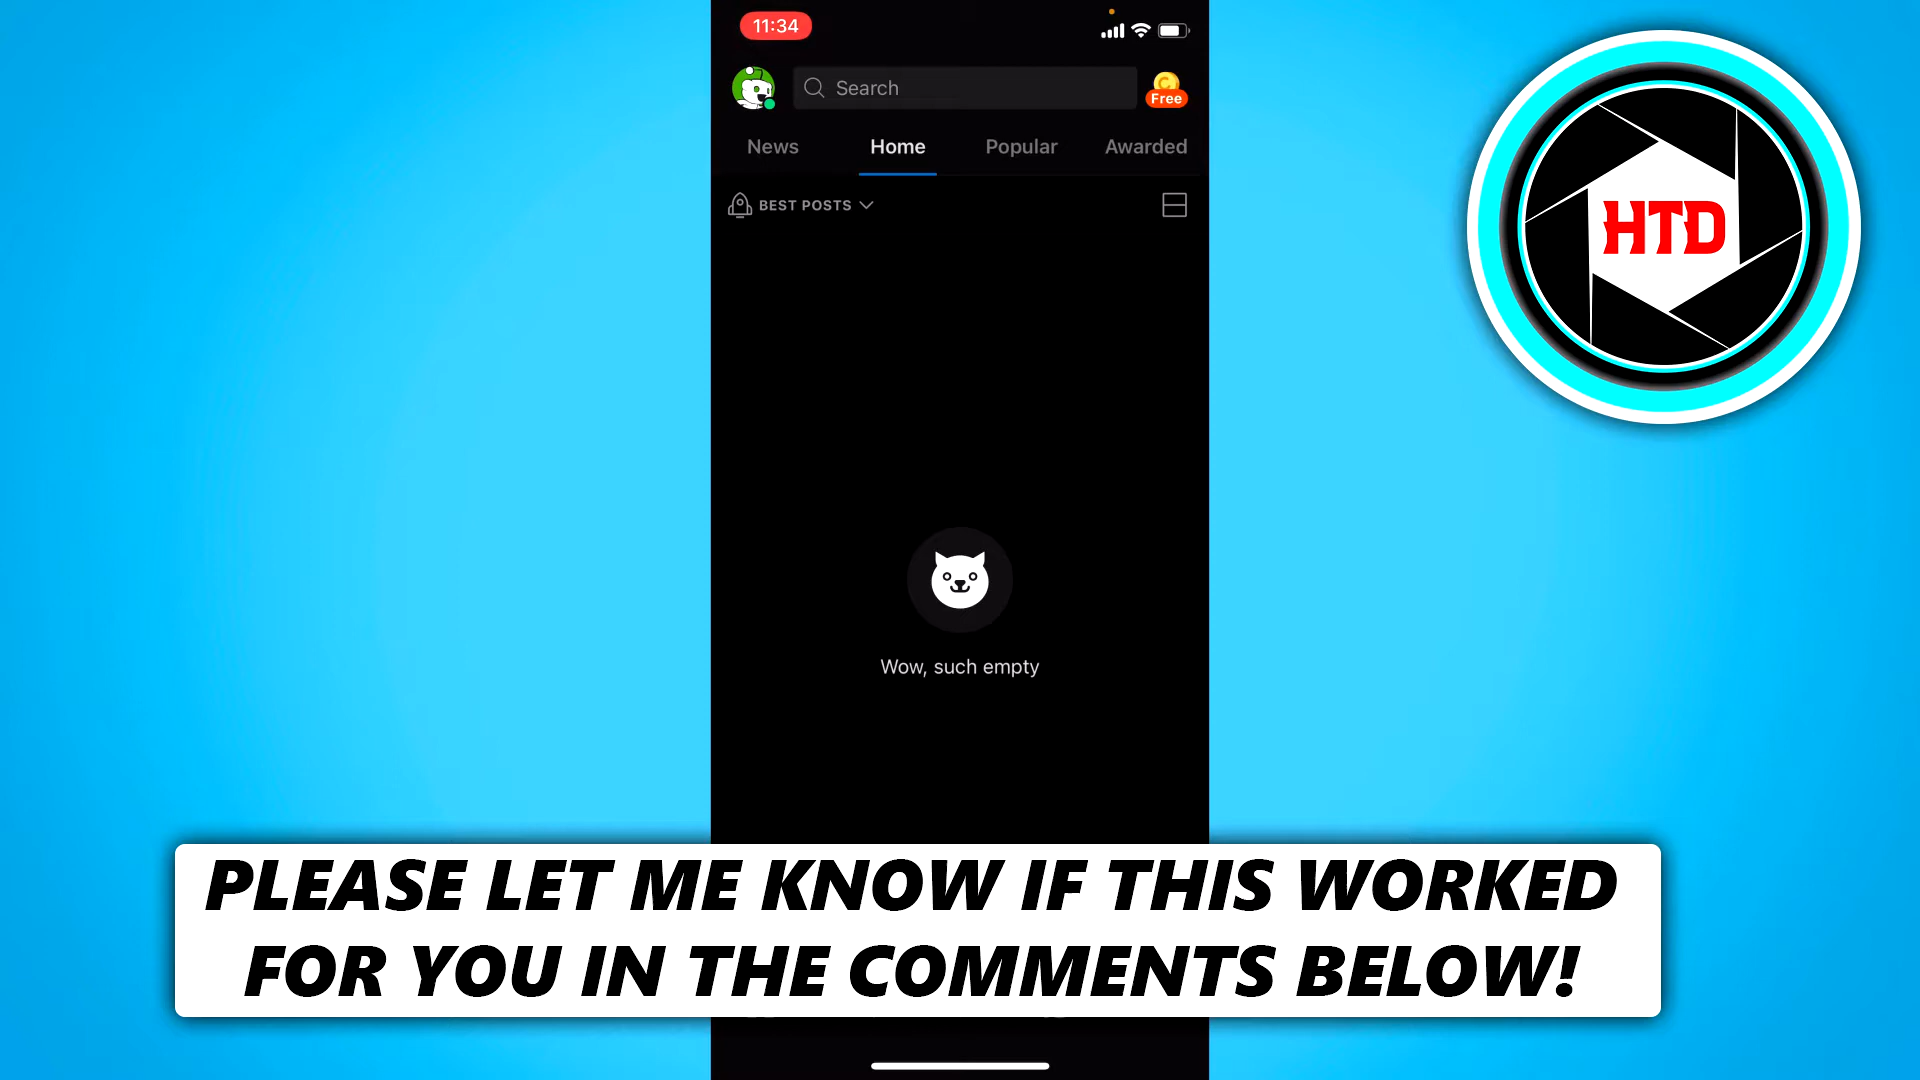 11:34
Search
Free
News Home Popular Awarded
BEST POSTS
HTD
Wow, such empty
PLEASE LET ME KNOW IF THIS WORKED
FOR YOU IN THE COMMENTS BELOW!